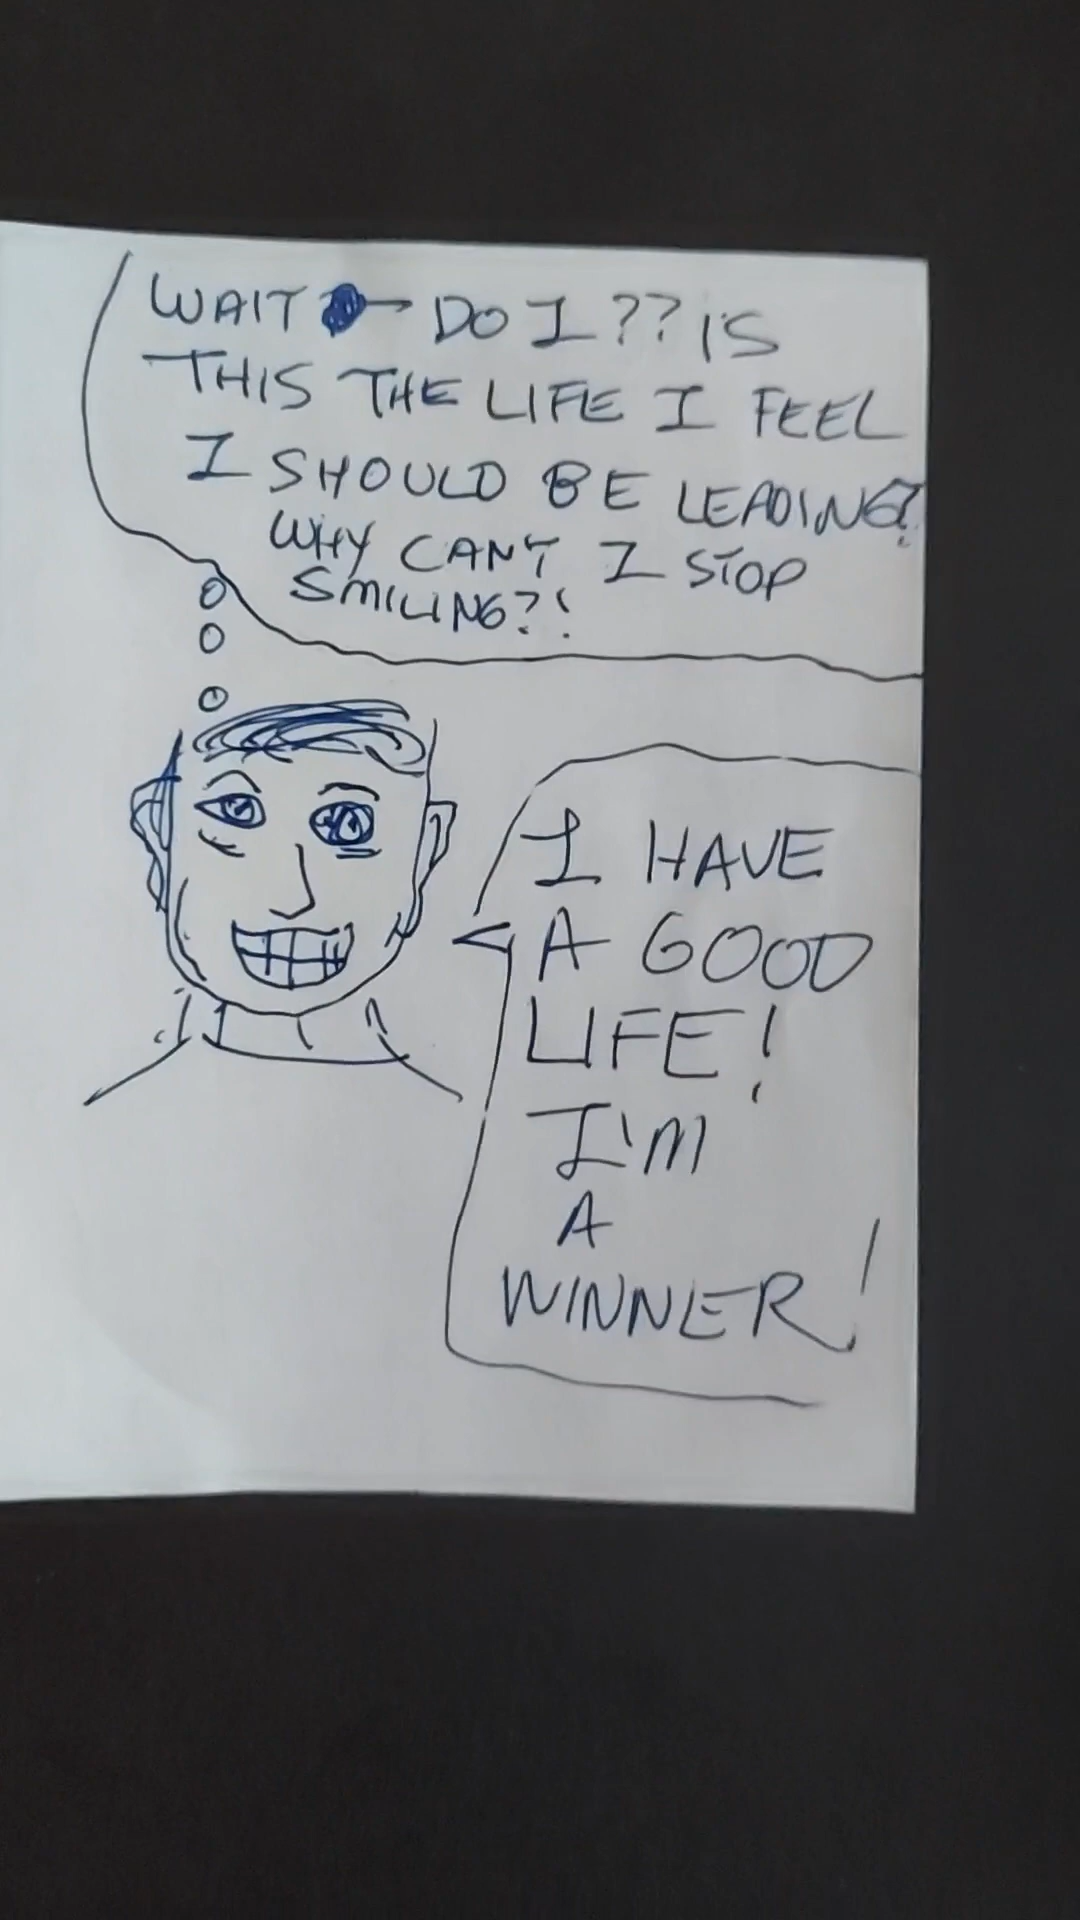 WAIT - DO I ?? IS
THIS THE LIFE I FEEL
I SHOULD BE LEADING?
WHY CAN'T I STOP
SMILING?!
I HAVE
A GOOD
LIFE!
I'M
A
WINNER!